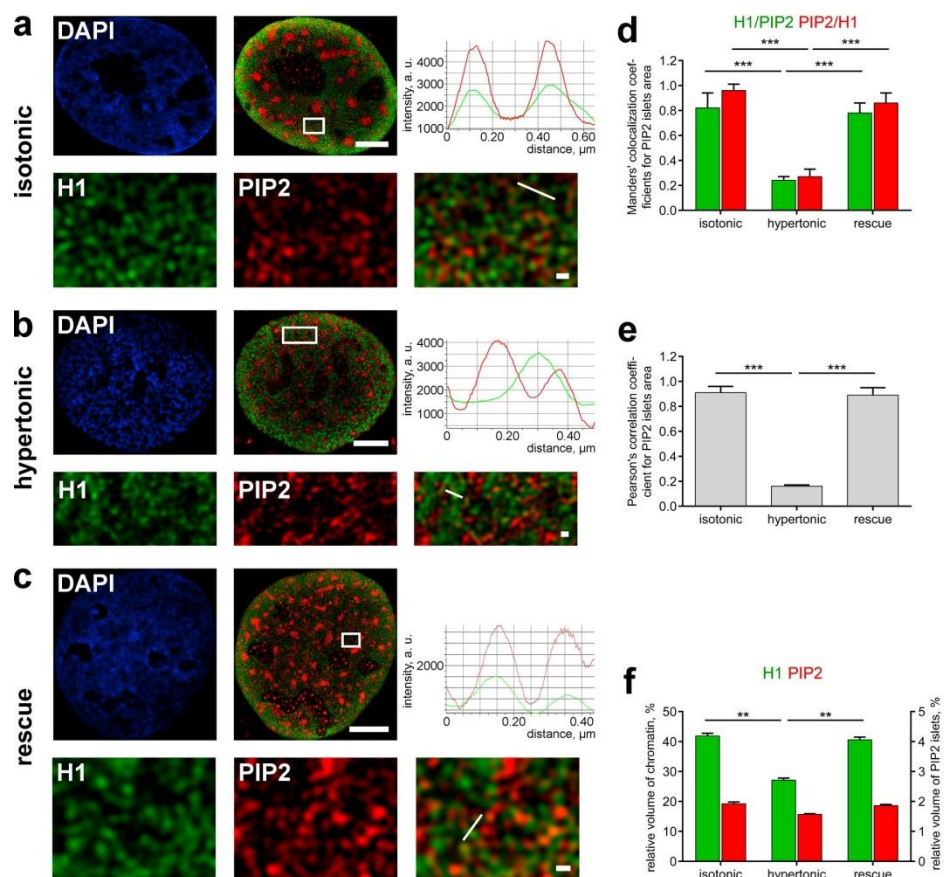 a
isotonic
DAPI
intensity, a. u.
5000
4000
3000
2000
1000
0 0.20 0.40 0.60
distance, µm
H1
PIP2
b
hypertonic
DAPI
intensity, a. u.
4000
3000
2000
1000
0 0.20 0.40
distance, µm
H1
PIP2
c
rescue
DAPI
intensity, a. u.
2000
0 0.20 0.40
distance, µm
H1
PIP2
d
H1/PIP2 PIP2/H1
Manders' colocalization coef-
ficients for PIP2 islets area
1.2
1.0
0.8
0.6
0.4
0.2
0.0
*** ***
*** ***
isotonic hypertonic rescue
e
Pearson's correlation coeffi-
cient for PIP2 islets area
1.2
1.0
0.8
0.6
0.4
0.2
0.0
*** ***
isotonic hypertonic rescue
f
H1 PIP2
relative volume of chromatin, %
50
40
30
20
10
0
** **
5
4
3
2
1
0
relative volume of PIP2 islets, %
isotonic hypertonic rescue